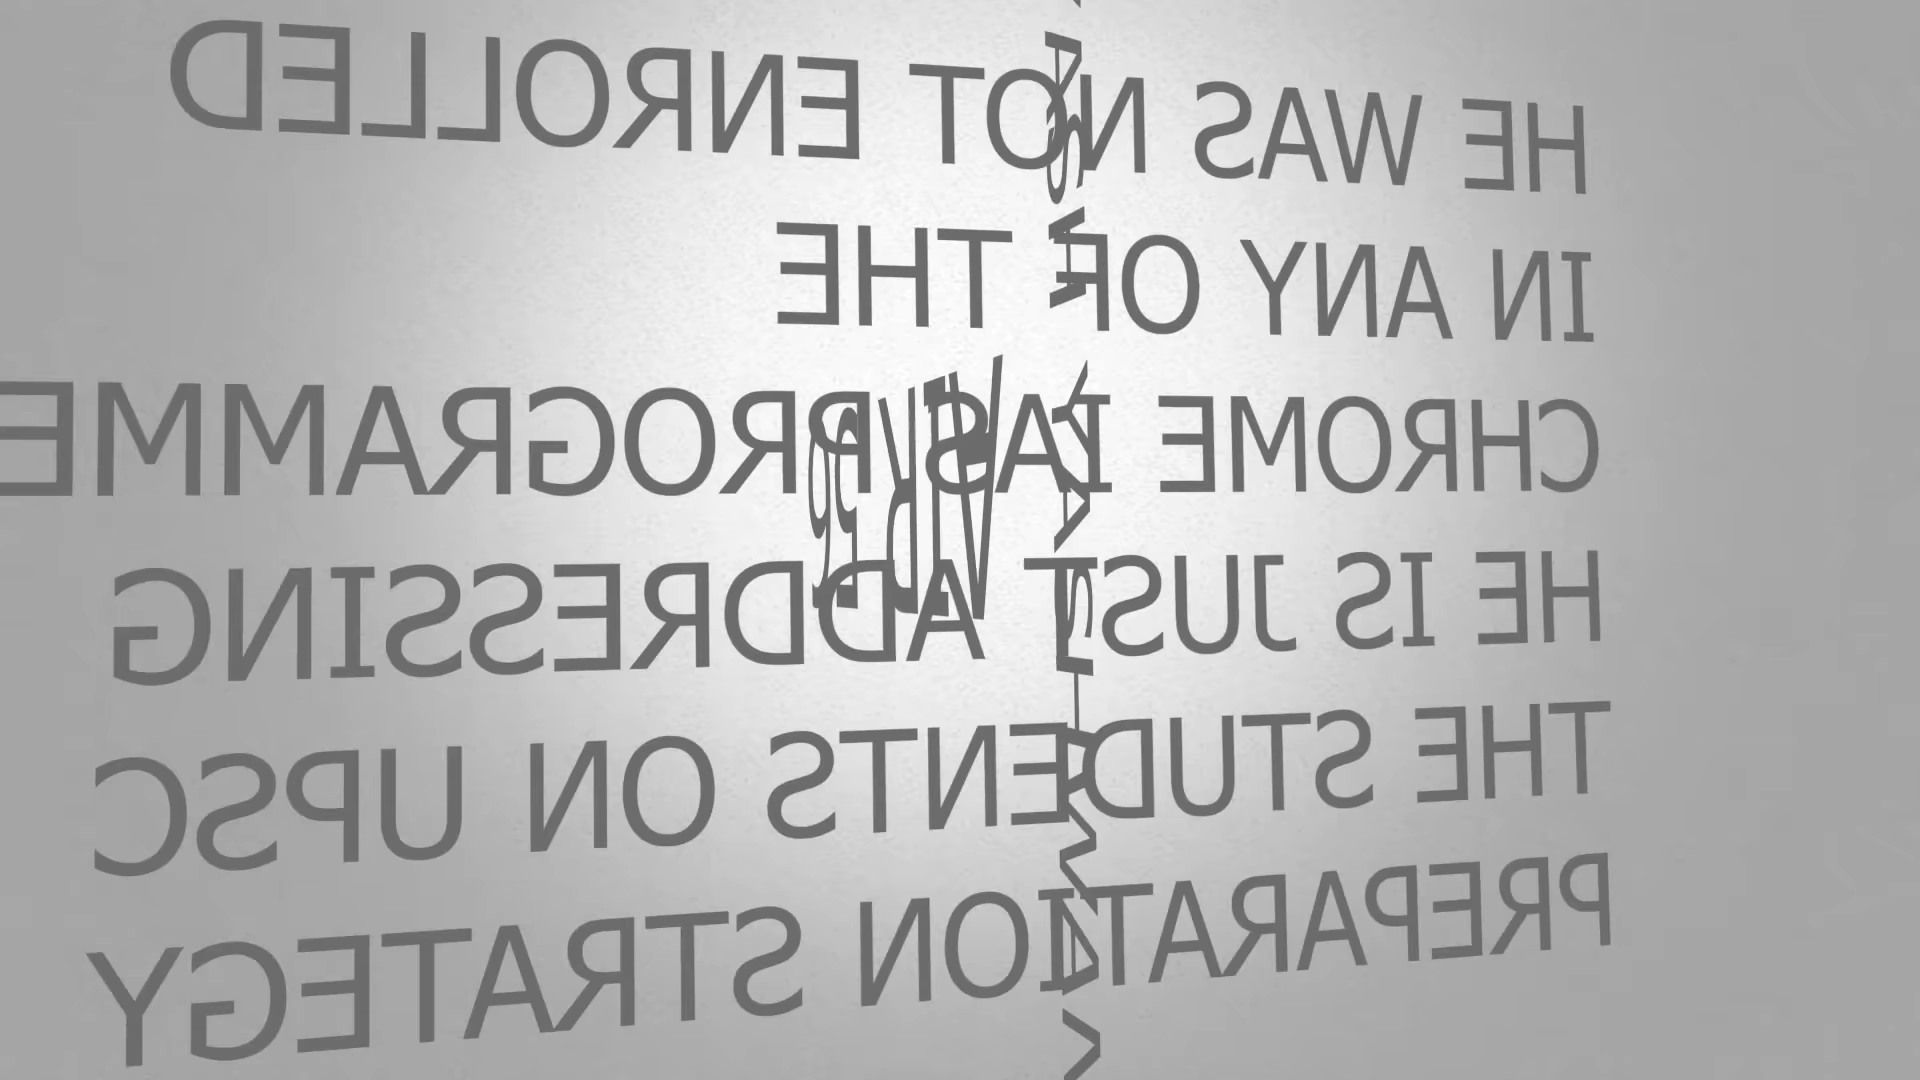 HE WAS NOT ENROLLED
IN ANY OF THE
CHROME IAS PROGRAMME
HE IS JUST ADDRESSING
THE STUDENTS ON UPSC
PREPARATION STRATEGY